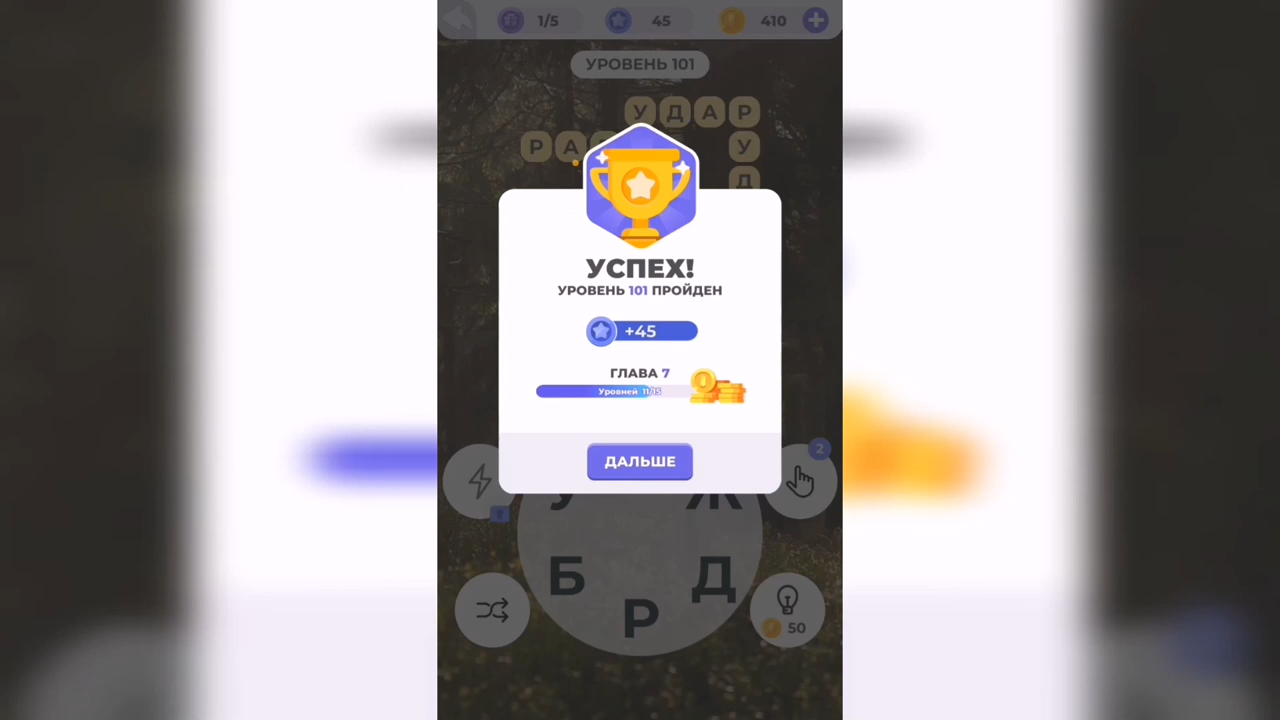 1/5 45 410
УРОВЕНЬ 101
УДАР
РА У
Д
УСПЕХ!
УРОВЕНЬ 101 ПРОЙДЕН
+45
ГЛАВА 7
Уровней 11/15
ДАЛЬШЕ
2
У Ж
Б Д
Р
50